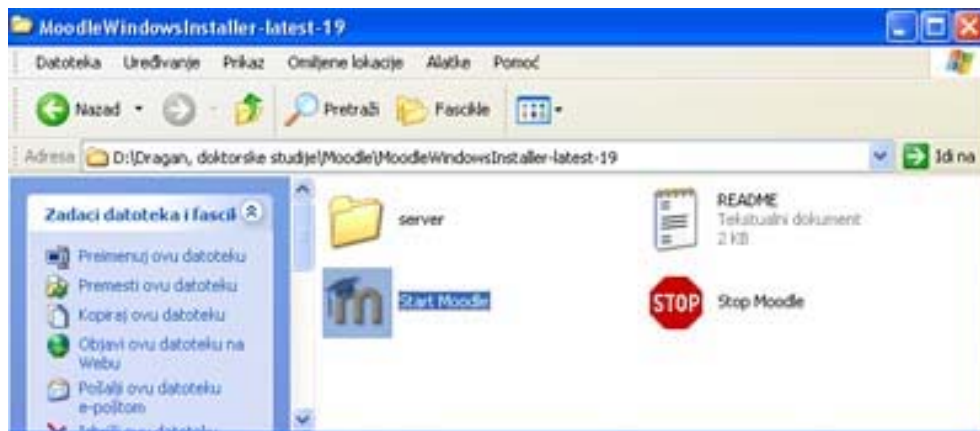 MoodleWindowsInstaller-latest-19
Datoteka Uređivanje Prikaz Omiljene lokacije Alatke Pomoć
Nazad Pretraži Fascikle
Adresa D:\Dragan, doktorske studije\Moodle\MoodleWindowsInstaller-latest-19 Idi na
Zadaci datoteka i fascik
Preimenuj ovu datoteku
Premesti ovu datoteku
Kopiraj ovu datoteku
Objavi ovu datoteku na
Webu
Pošalji ovu datoteku
e-poštom
server
README
Tekstualni dokument
2 KB
Start Moodle
STOP
Stop Moodle